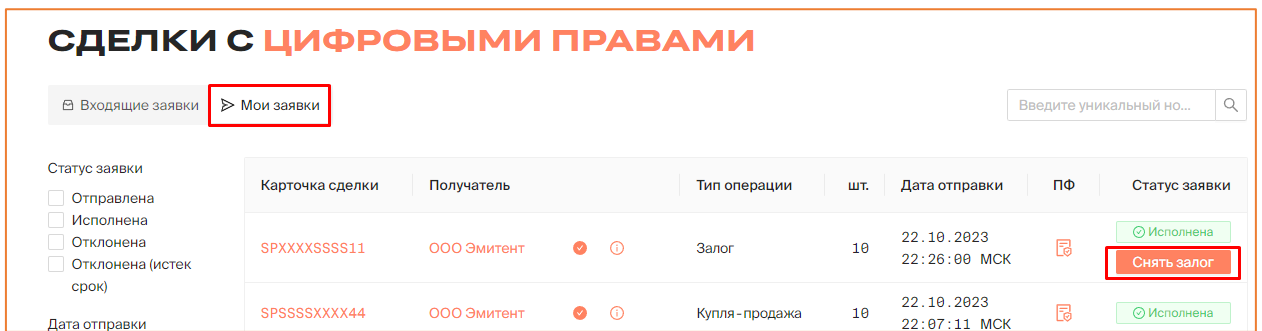 СДЕЛКИ С ЦИФРОВЫМИ ПРАВАМИ
Входящие заявки Мои заявки Введите уникальный но...
Статус заявки
Отправлена
Исполнена
Отклонена
Отклонена (истек
срок)
Дата отправки
Карточка сделки Получатель Тип операции шт. Дата отправки ПФ Статус заявки
SPXXXXSSSS11 ООО Эмитент Залог 10 22.10.2023 Исполнена
22:26:00 МСК Снять залог
SPSSSSXXXX44 ООО Эмитент Купля-продажа 10 22.10.2023 Исполнена
22:07:11 МСК